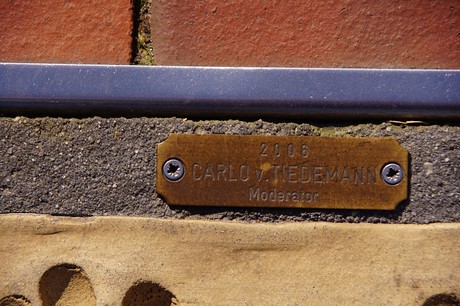 2006
CARLO v. TIEDEMANN
Moderator